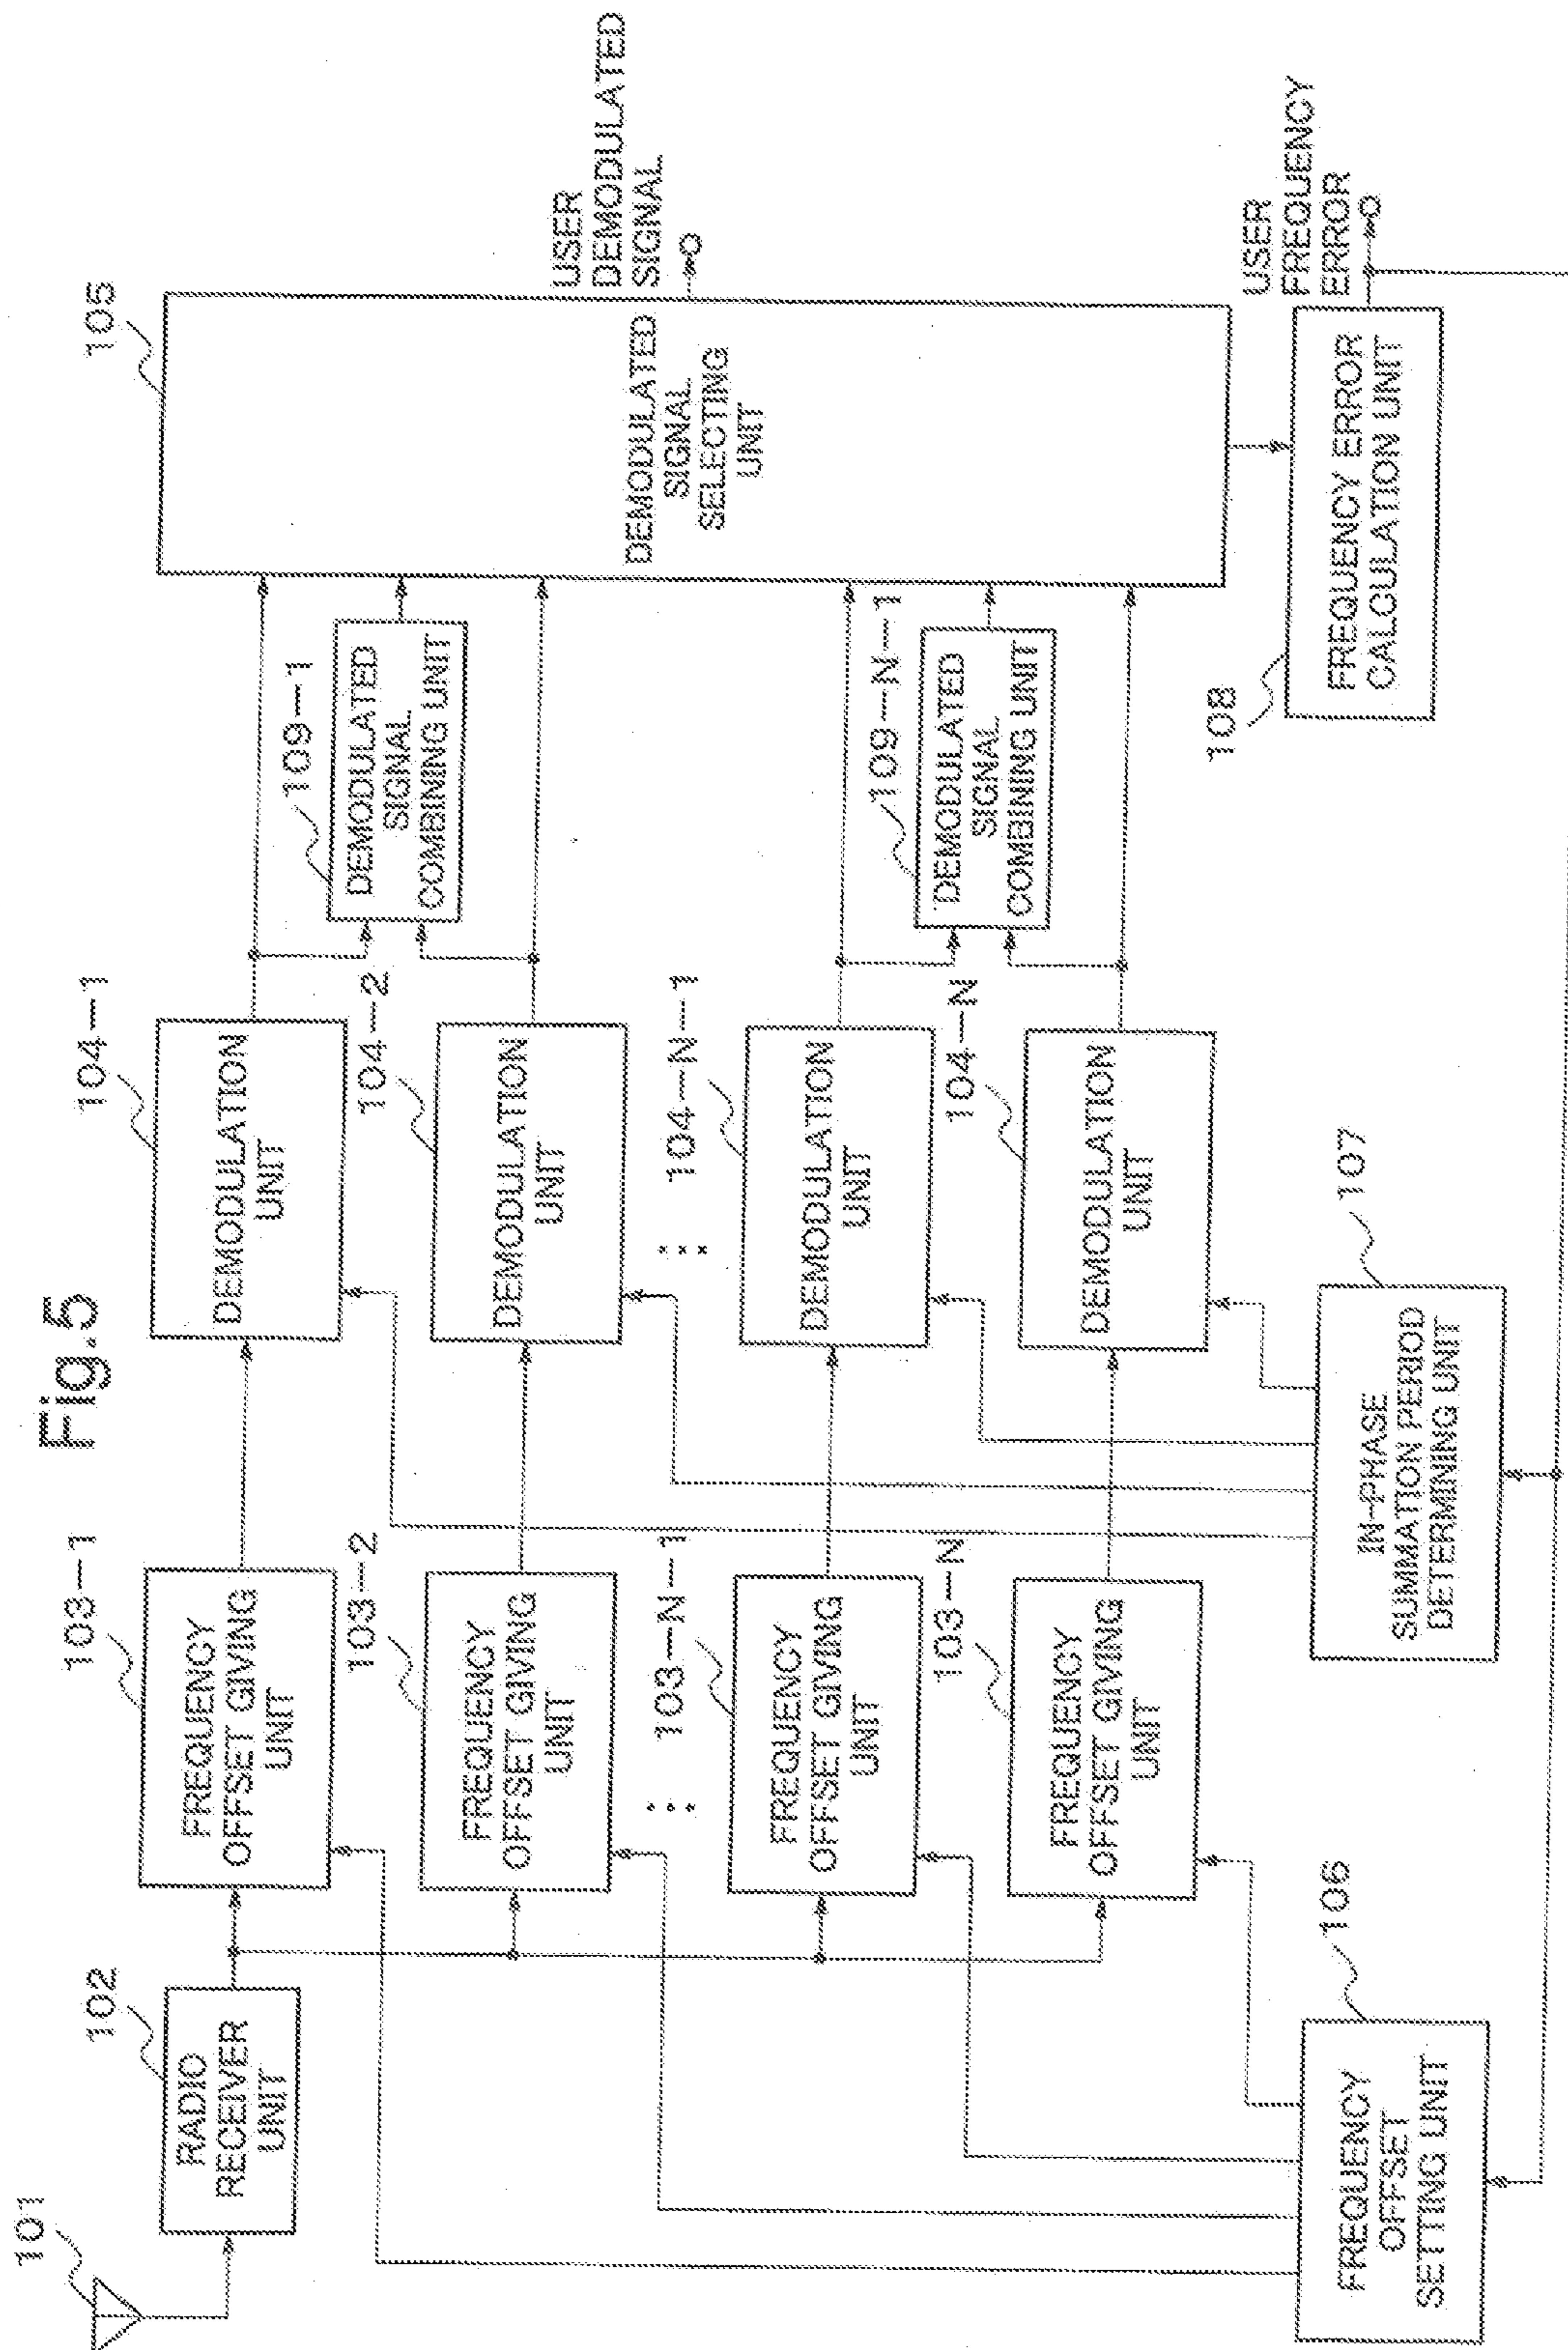 Fig.5
101
102
RADIO
RECEIVER
UNIT
103-1
FREQUENCY
OFFSET GIVING
UNIT
104-1
DEMODULATION
UNIT
103-2
FREQUENCY
OFFSET GIVING
UNIT
104-2
DEMODULATION
UNIT
109-1
DEMODULATED
SIGNAL
COMBINING UNIT
103-N-1
FREQUENCY
OFFSET GIVING
UNIT
104-N-1
DEMODULATION
UNIT
103-N
FREQUENCY
OFFSET GIVING
UNIT
104-N
DEMODULATION
UNIT
109-N-1
DEMODULATED
SIGNAL
COMBINING UNIT
105
DEMODULATED
SIGNAL
SELECTING
UNIT
USER
DEMODULATED
SIGNAL
106
FREQUENCY
OFFSET
SETTING UNIT
107
IN-PHASE
SUMMATION PERIOD
DETERMINING UNIT
108
FREQUENCY ERROR
CALCULATION UNIT
USER
FREQUENCY
ERROR